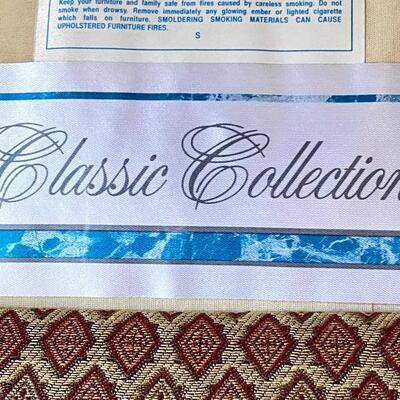 Keep your furniture and family safe from fires caused by careless smoking. Do not
smoke when drowsy. Remove immediately any glowing ember or lighted cigarette
which falls on furniture. SMOLDERING SMOKING MATERIALS CAN CAUSE
UPHOLSTERED FURNITURE FIRES.
S
Classic Collection